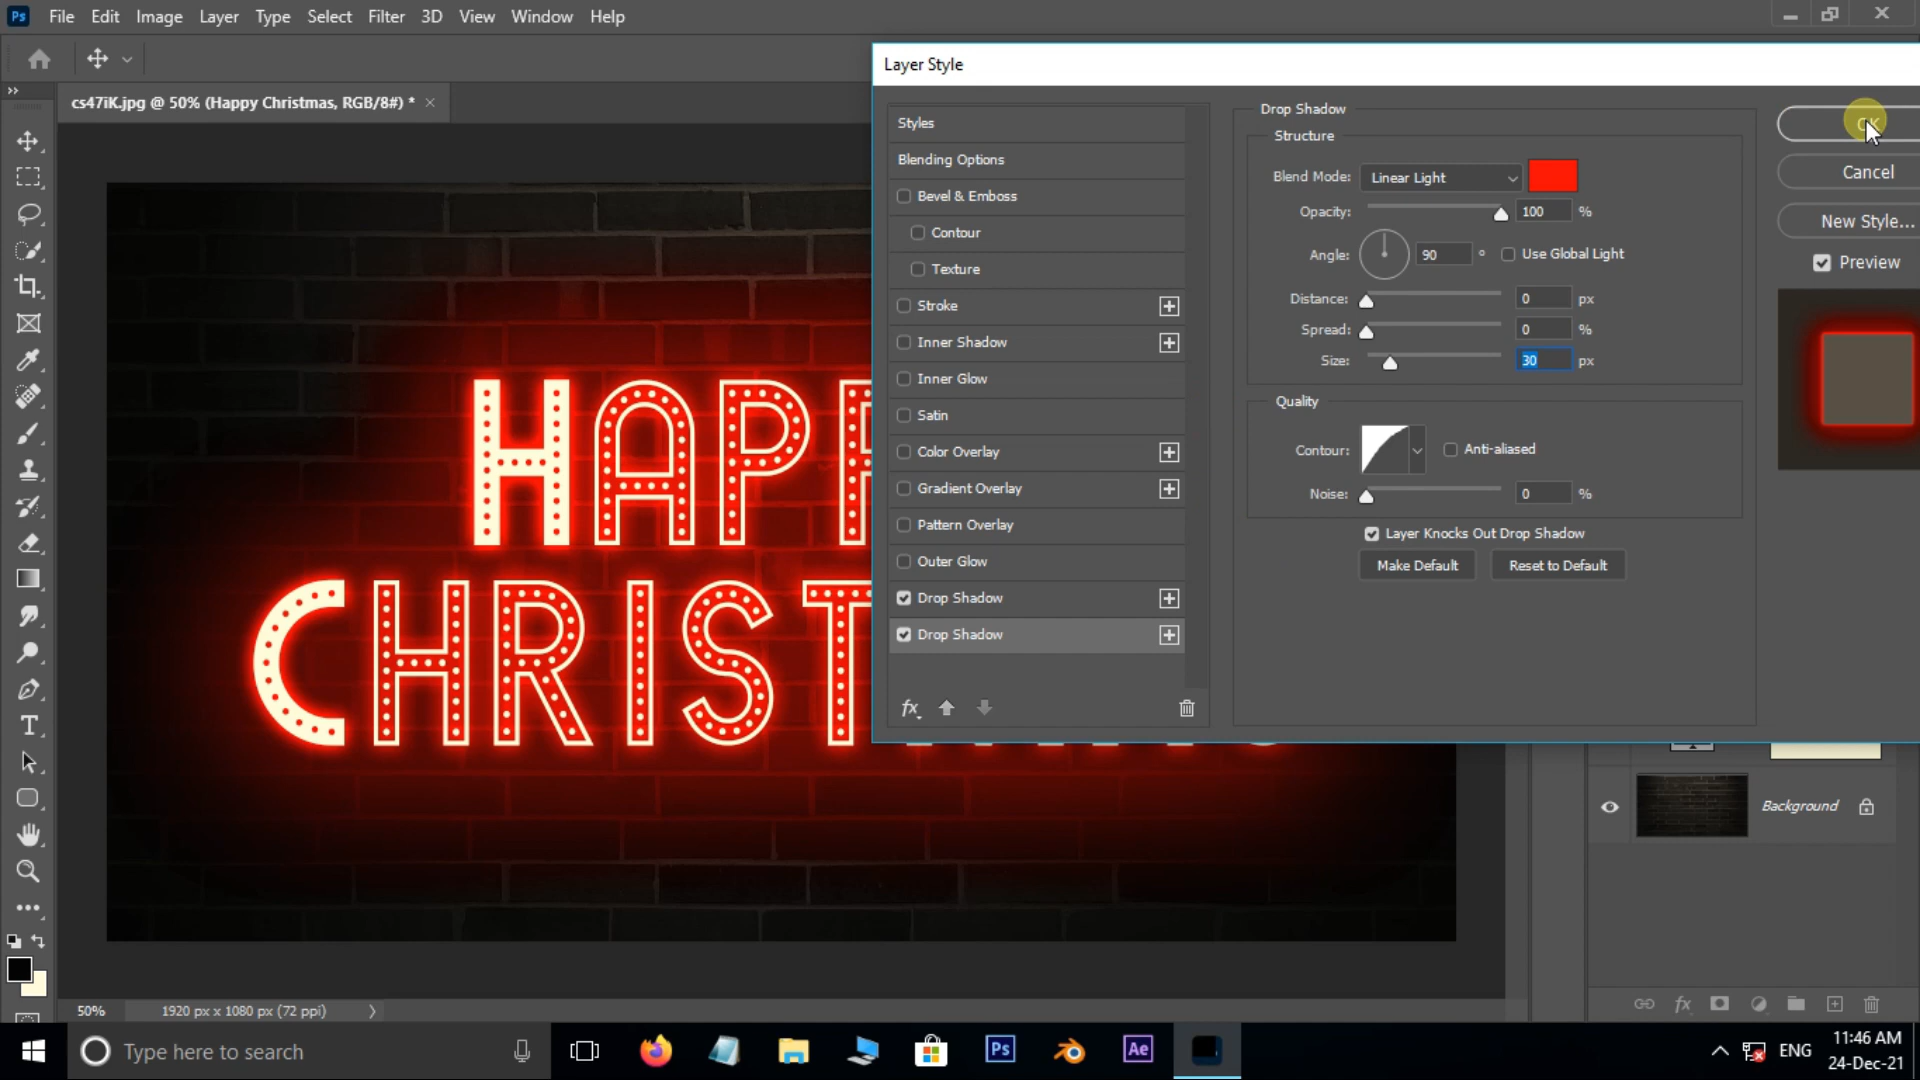 Ps File Edit Image Layer Type Select Filter 3D View Window Help
cs47iK.jpg @ 50% (Happy Christmas, RGB/8#) * ×
Layer Style
Styles
Blending Options
Bevel & Emboss
Contour
Texture
Stroke
Inner Shadow
Inner Glow
Satin
Color Overlay
Gradient Overlay
Pattern Overlay
Outer Glow
Drop Shadow
Drop Shadow
fx
Drop Shadow
Structure
Blend Mode: Linear Light
Opacity: 100 %
Angle: 90 ° Use Global Light
Distance: 0 px
Spread: 0 %
Size: 30 px
Quality
Contour: Anti-aliased
Noise: 0 %
Layer Knocks Out Drop Shadow
Make Default Reset to Default
OK
Cancel
New Style...
Preview
HAPP
CHRIST
Background
fx
50% 1920 px x 1080 px (72 ppi)
Type here to search
Ps
Ae
ENG
11:46 AM
24-Dec-21